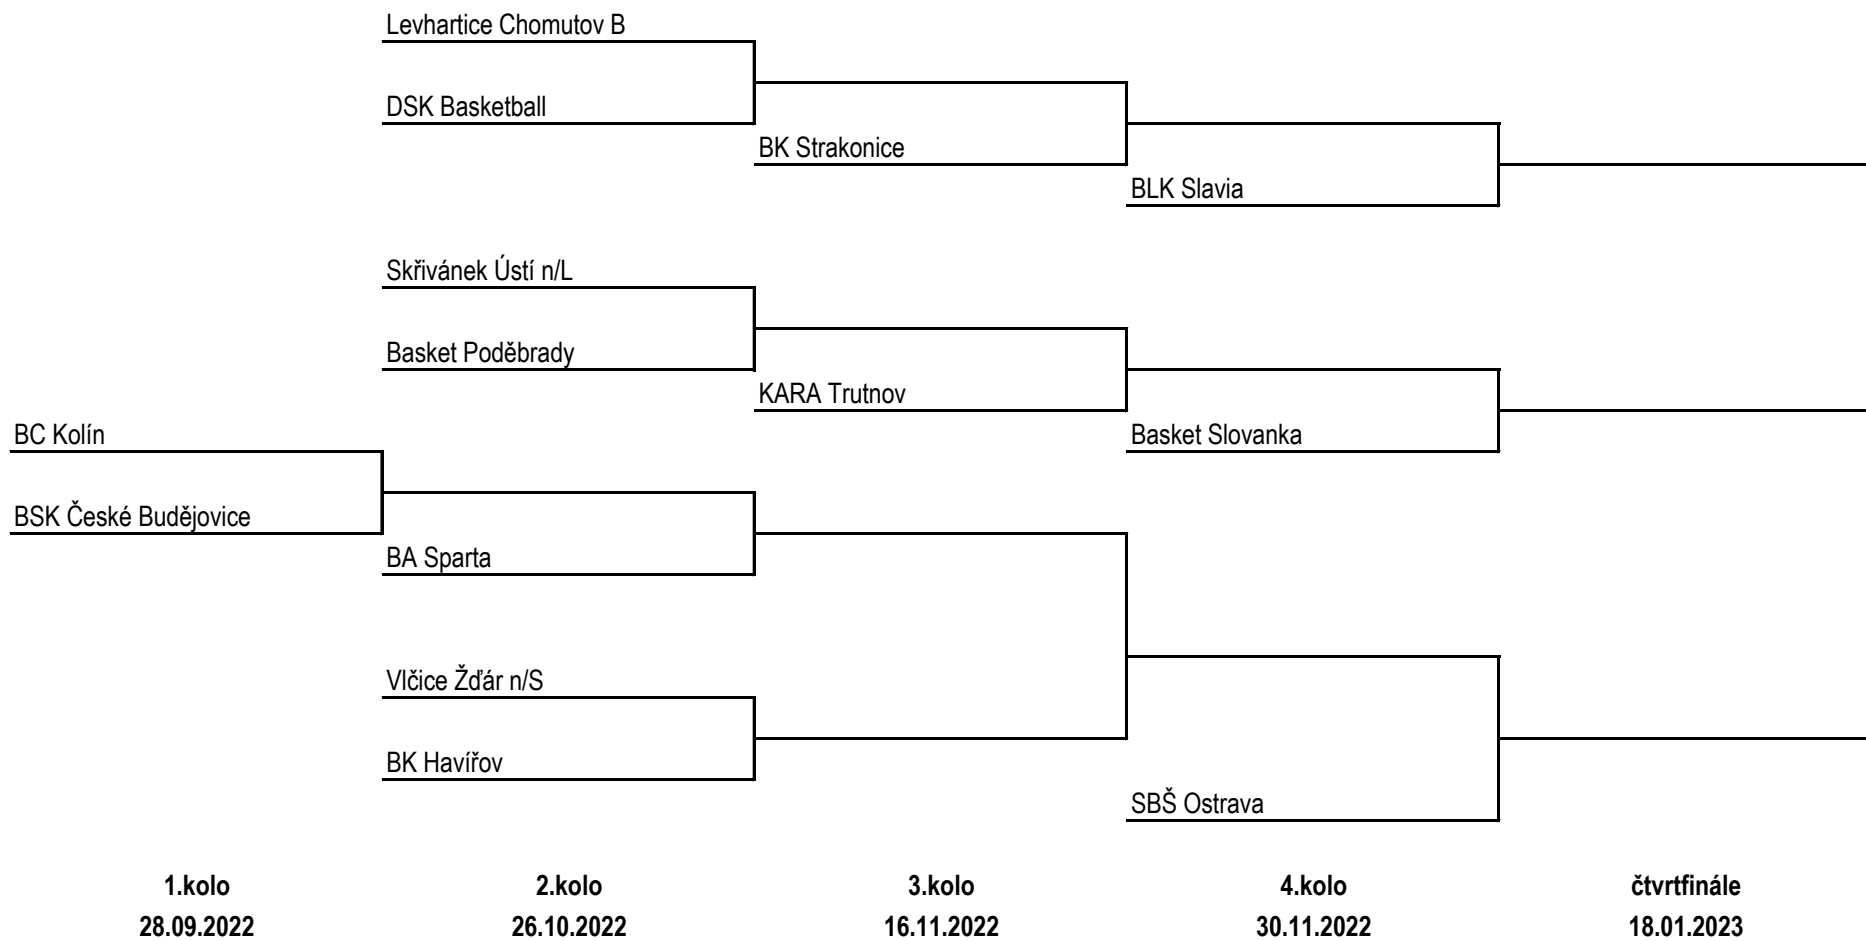 Levhartice Chomutov B
DSK Basketball
BK Strakonice
BLK Slavia
Skřivánek Ústí n/L
Basket Poděbrady
KARA Trutnov
BC Kolín
Basket Slovanka
BSK České Budějovice
BA Sparta
Vlčice Žďár n/S
BK Havířov
SBŠ Ostrava
1.kolo 2.kolo 3.kolo 4.kolo čtvrtfinále
28.09.2022 26.10.2022 16.11.2022 30.11.2022 18.01.2023